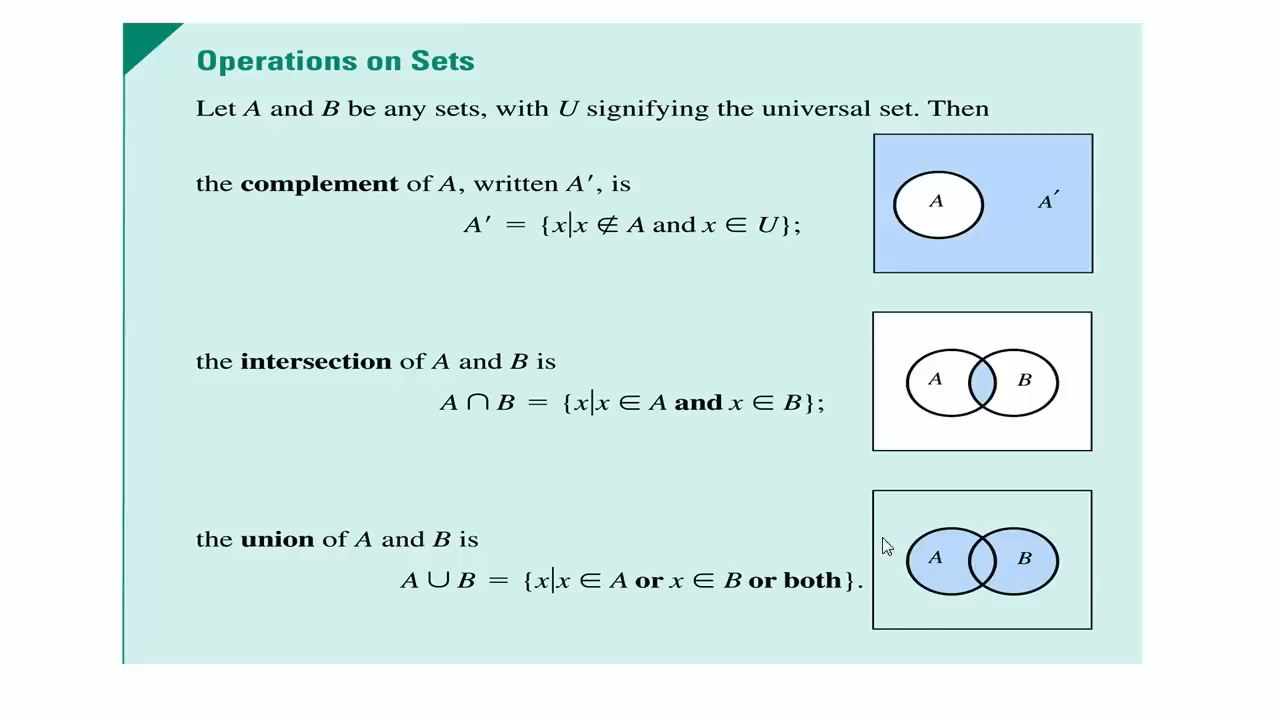 Operations on Sets
Let A and B be any sets, with U signifying the universal set. Then
the complement of A, written A′, is
A′ = {x|x ∉ A and x ∈ U};
A A′
the intersection of A and B is
A ∩ B = {x|x ∈ A and x ∈ B};
A B
the union of A and B is
A ∪ B = {x|x ∈ A or x ∈ B or both}.
A B